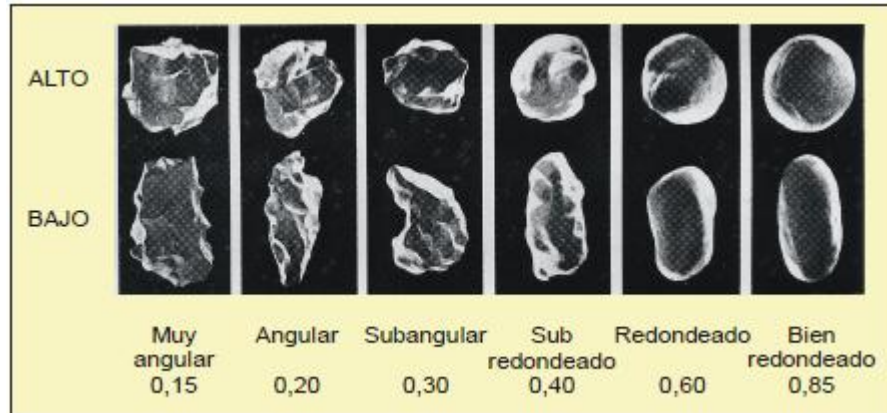 ALTO
BAJO
Muy angular
Angular
Subangular
Sub redondeado
Redondeado
Bien redondeado
0,15
0,20
0,30
0,40
0,60
0,85